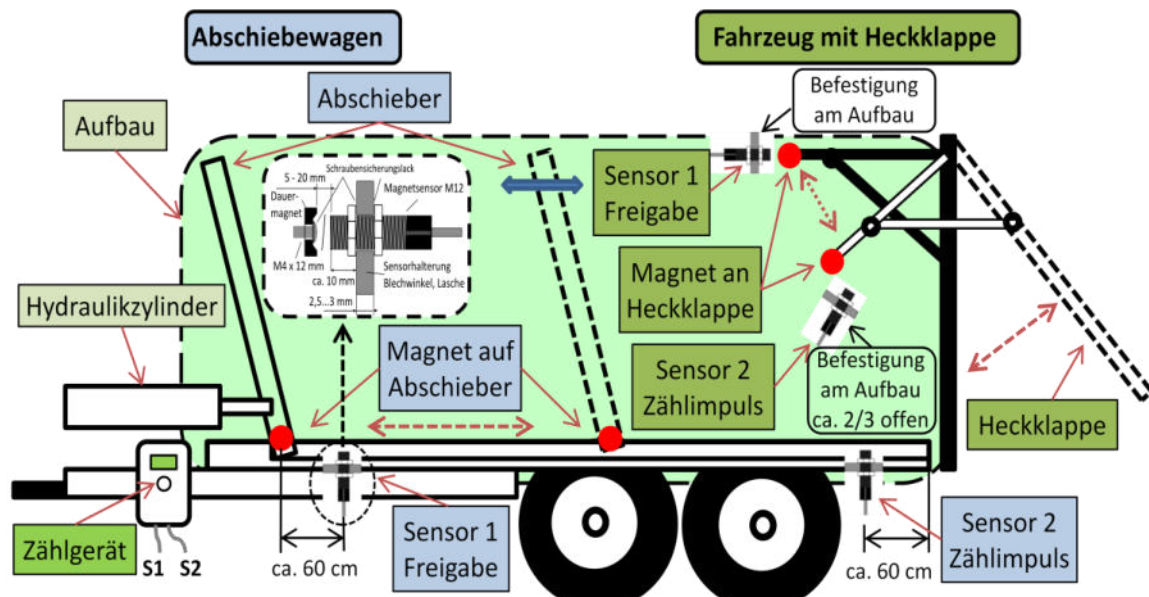 Abschiebewagen
Fahrzeug mit Heckklappe
Befestigung
am Aufbau
Abschieber
Aufbau
Schraubensicherungslack
5 - 20 mm
Magnetsensor M12
Dauer-
magnet
M4 x 12 mm
ca. 10 mm
Sensorhalterung
Blechwinkel, Lasche
2,5...3 mm
Sensor 1
Freigabe
Magnet an
Heckklappe
Hydraulikzylinder
Magnet auf
Abschieber
Sensor 2
Zählimpuls
Befestigung
am Aufbau
ca. 2/3 offen
Heckklappe
Zählgerät
S1 S2
ca. 60 cm
Sensor 1
Freigabe
ca. 60 cm
Sensor 2
Zählimpuls